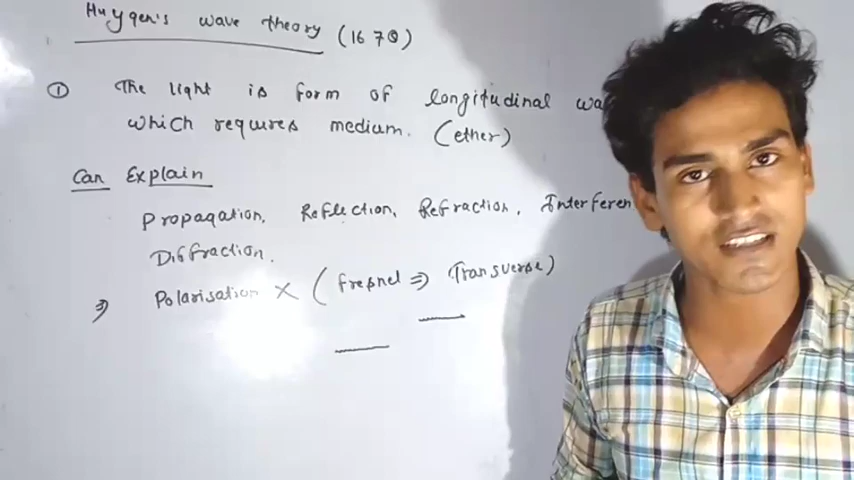 Huygen's wave theory (1670)
① The light is form of longitudinal wa
which requires medium. (ether)
Can Explain
Propagation, Reflection, Refraction, Interferen
Diffraction.
⇒ Polarisation × (fresnel ⇒ Transverse)